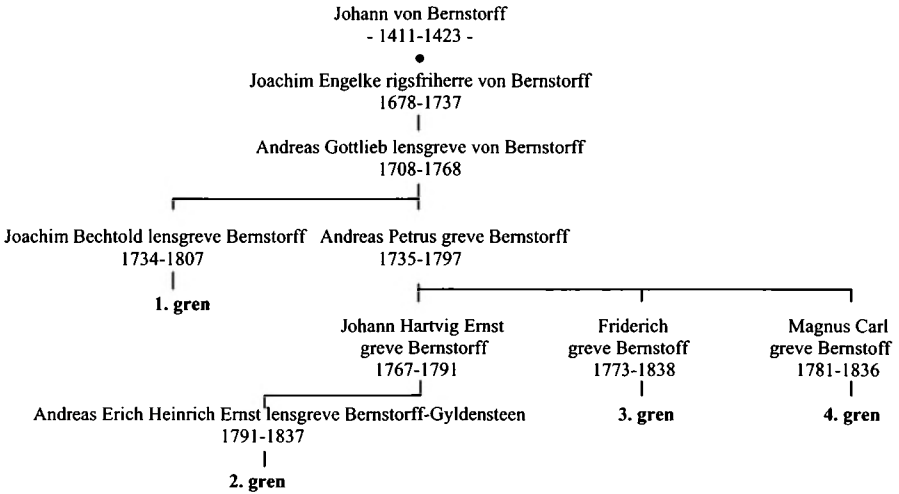 Johann von Bernstorff
- 1411-1423 -
Joachim Engelke rigsfriherre von Bernstorff
1678-1737
Andreas Gottlieb lensgreve von Bernstorff
1708-1768
Joachim Bechtold lensgreve Bernstorff
1734-1807
1. gren
Andreas Petrus greve Bernstorff
1735-1797
Johann Hartvig Ernst
greve Bernstorff
1767-1791
Friderich
greve Bernstoff
1773-1838
3. gren
Magnus Carl
greve Bernstoff
1781-1836
4. gren
Andreas Erich Heinrich Ernst lensgreve Bernstorff-Gyldensteen
1791-1837
2. gren